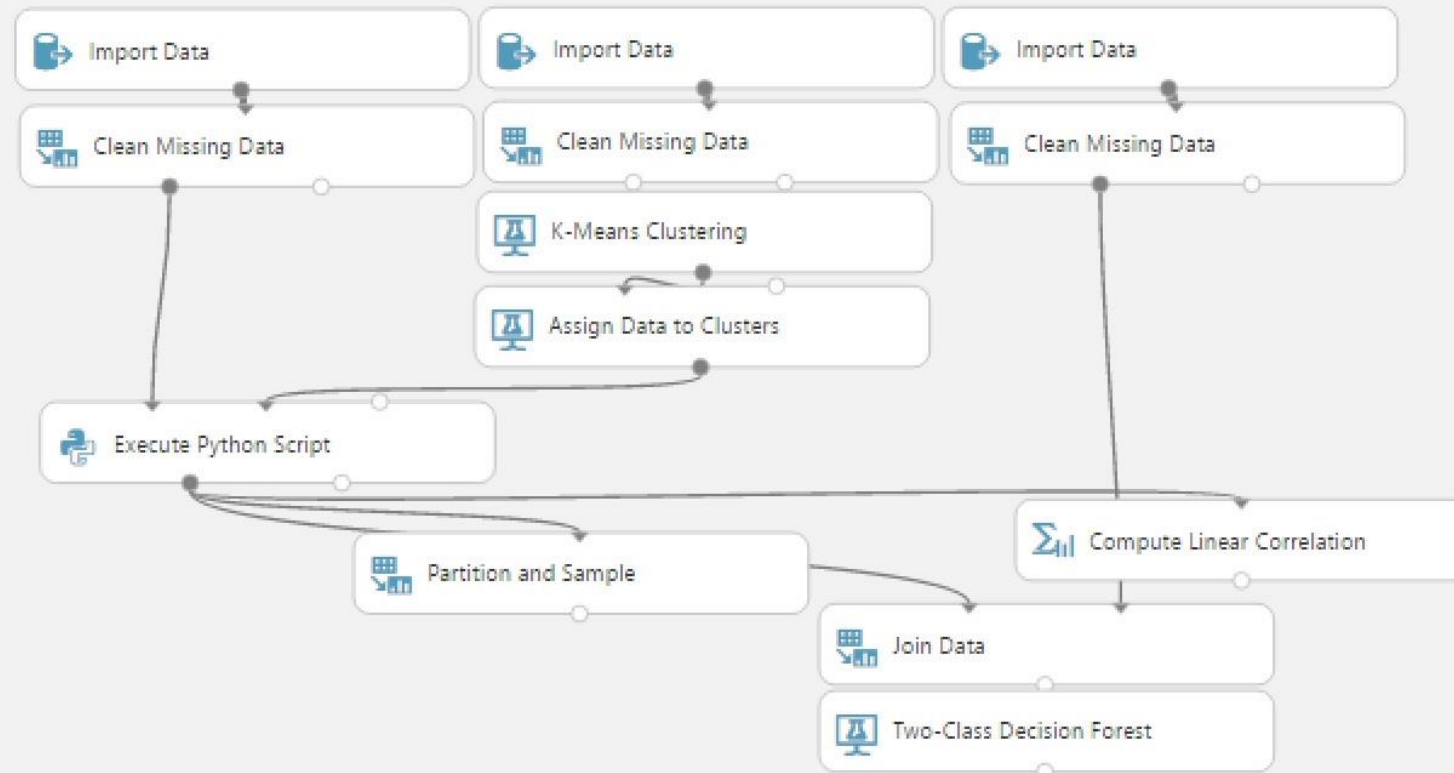 Import Data
Import Data
Import Data
Clean Missing Data
Clean Missing Data
Clean Missing Data
K-Means Clustering
Assign Data to Clusters
Execute Python Script
Compute Linear Correlation
Partition and Sample
Join Data
Two-Class Decision Forest